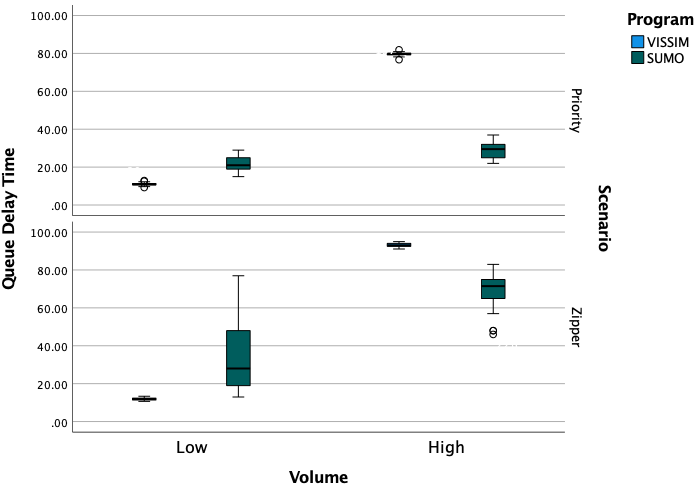 Program
VISSIM
SUMO
Queue Delay Time
100.00
80.00
60.00
40.00
20.00
.00
Priority
100.00
80.00
60.00
40.00
20.00
.00
Zipper
Scenario
Low
High
Volume